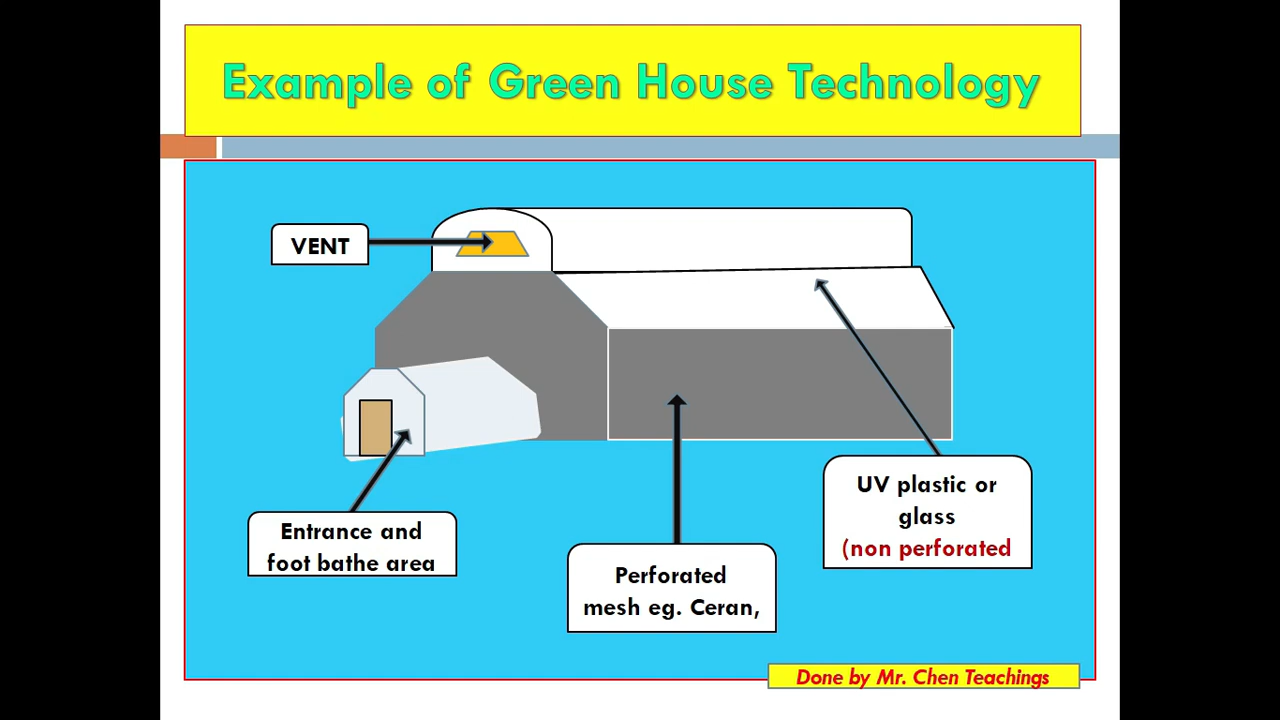 Example of Green House Technology
VENT
UV plastic or
glass
(non perforated
Entrance and
foot bathe area
Perforated
mesh eg. Ceran,
Done by Mr. Chen Teachings